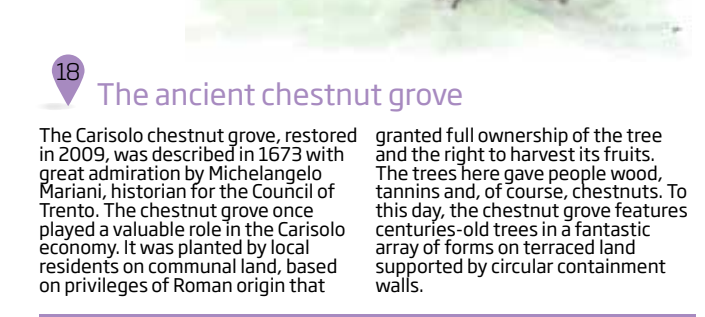 18
The ancient chestnut grove
The Carisolo chestnut grove, restored
in 2009, was described in 1673 with
great admiration by Michelangelo
Mariani, historian for the Council of
Trento. The chestnut grove once
played a valuable role in the Carisolo
economy. It was planted by local
residents on communal land, based
on privileges of Roman origin that
granted full ownership of the tree
and the right to harvest its fruits.
The trees here gave people wood,
tannins and, of course, chestnuts. To
this day, the chestnut grove features
centuries-old trees in a fantastic
array of forms on terraced land
supported by circular containment
walls.